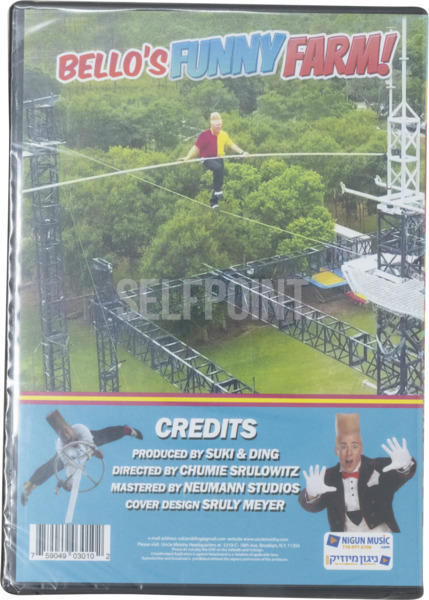 BELLO'S FUNNY FARM!
SELFPOINT
CREDITS
PRODUCED BY SUKI & DING
DIRECTED BY CHUMIE SRULOWITZ
MASTERED BY NEUMANN STUDIOS
COVER DESIGN SRULY MEYER
7 59049 03010 2
NIGUN MUSIC
.com
ניגון מיוזיק